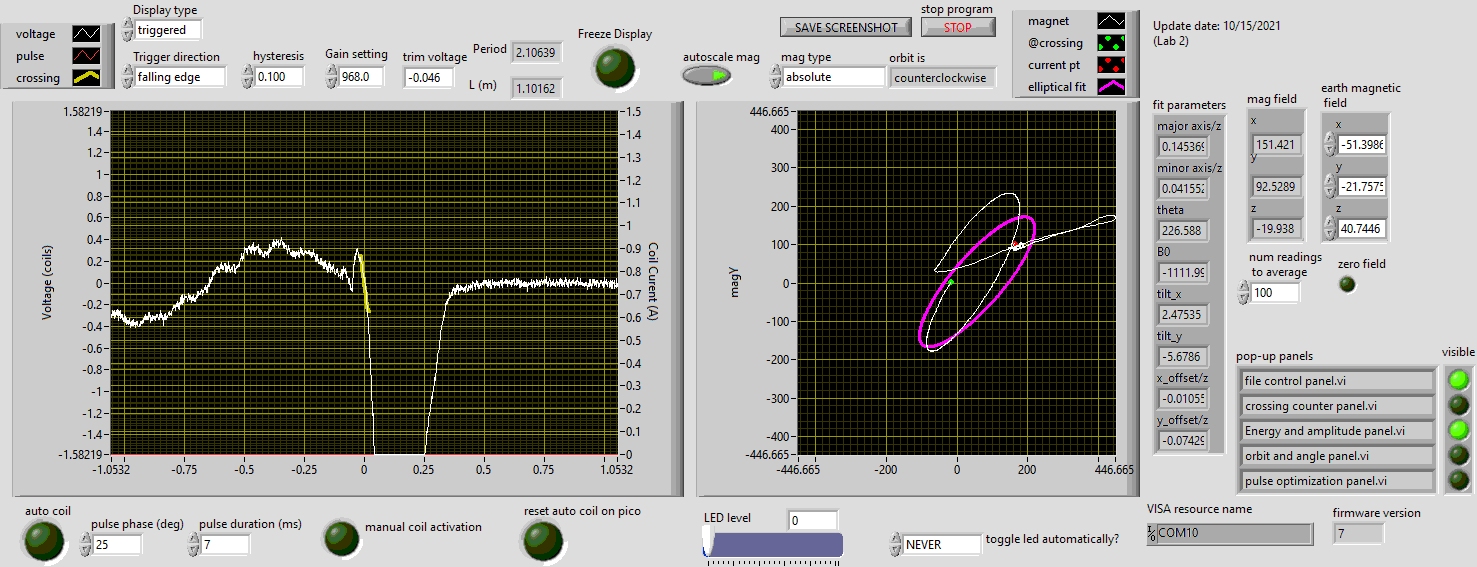 voltage
pulse
crossing
Display type
triggered
Trigger direction
falling edge
hysteresis
0.100
Gain setting
968.0
trim voltage
-0.046
Period
2.10639
L (m)
1.10162
Freeze Display
SAVE SCREENSHOT
stop program
STOP
autoscale mag
mag type
absolute
orbit is
counterclockwise
magnet
@crossing
current pt
elliptical fit
Update date: 10/15/2021
(Lab 2)
Voltage (coils)
1.58219
1.4
1.2
1
0.8
0.6
0.4
0.2
0
-0.2
-0.4
-0.6
-0.8
-1
-1.2
-1.4
-1.58219
-1.0532
-0.75
-0.5
-0.25
0
0.25
0.5
0.75
1.0532
1.5
1.4
1.3
1.2
1.1
1
0.9
0.8
0.7
0.6
0.5
0.4
0.3
0.2
0.1
0
Coil Current (A)
magY
446.665
400
300
200
100
0
-100
-200
-300
-400
-446.665
-446.665
-200
0
200
446.665
fit parameters
major axis/z
0.145369
minor axis/z
0.041552
theta
226.588
B0
-1111.99
tilt_x
2.47535
tilt_y
-5.6786
x_offset/z
-0.01055
y_offset/z
-0.07429
mag field
x
151.421
y
92.5289
z
-19.938
earth magnetic
field
x
-51.3986
y
-21.7575
z
40.7446
num readings
to average
100
zero field
pop-up panels
visible
file control panel.vi
crossing counter panel.vi
Energy and amplitude panel.vi
orbit and angle panel.vi
pulse optimization panel.vi
auto coil
pulse phase (deg)
25
pulse duration (ms)
7
manual coil activation
reset auto coil on pico
LED level
0
NEVER
toggle led automatically?
VISA resource name
COM10
firmware version
7